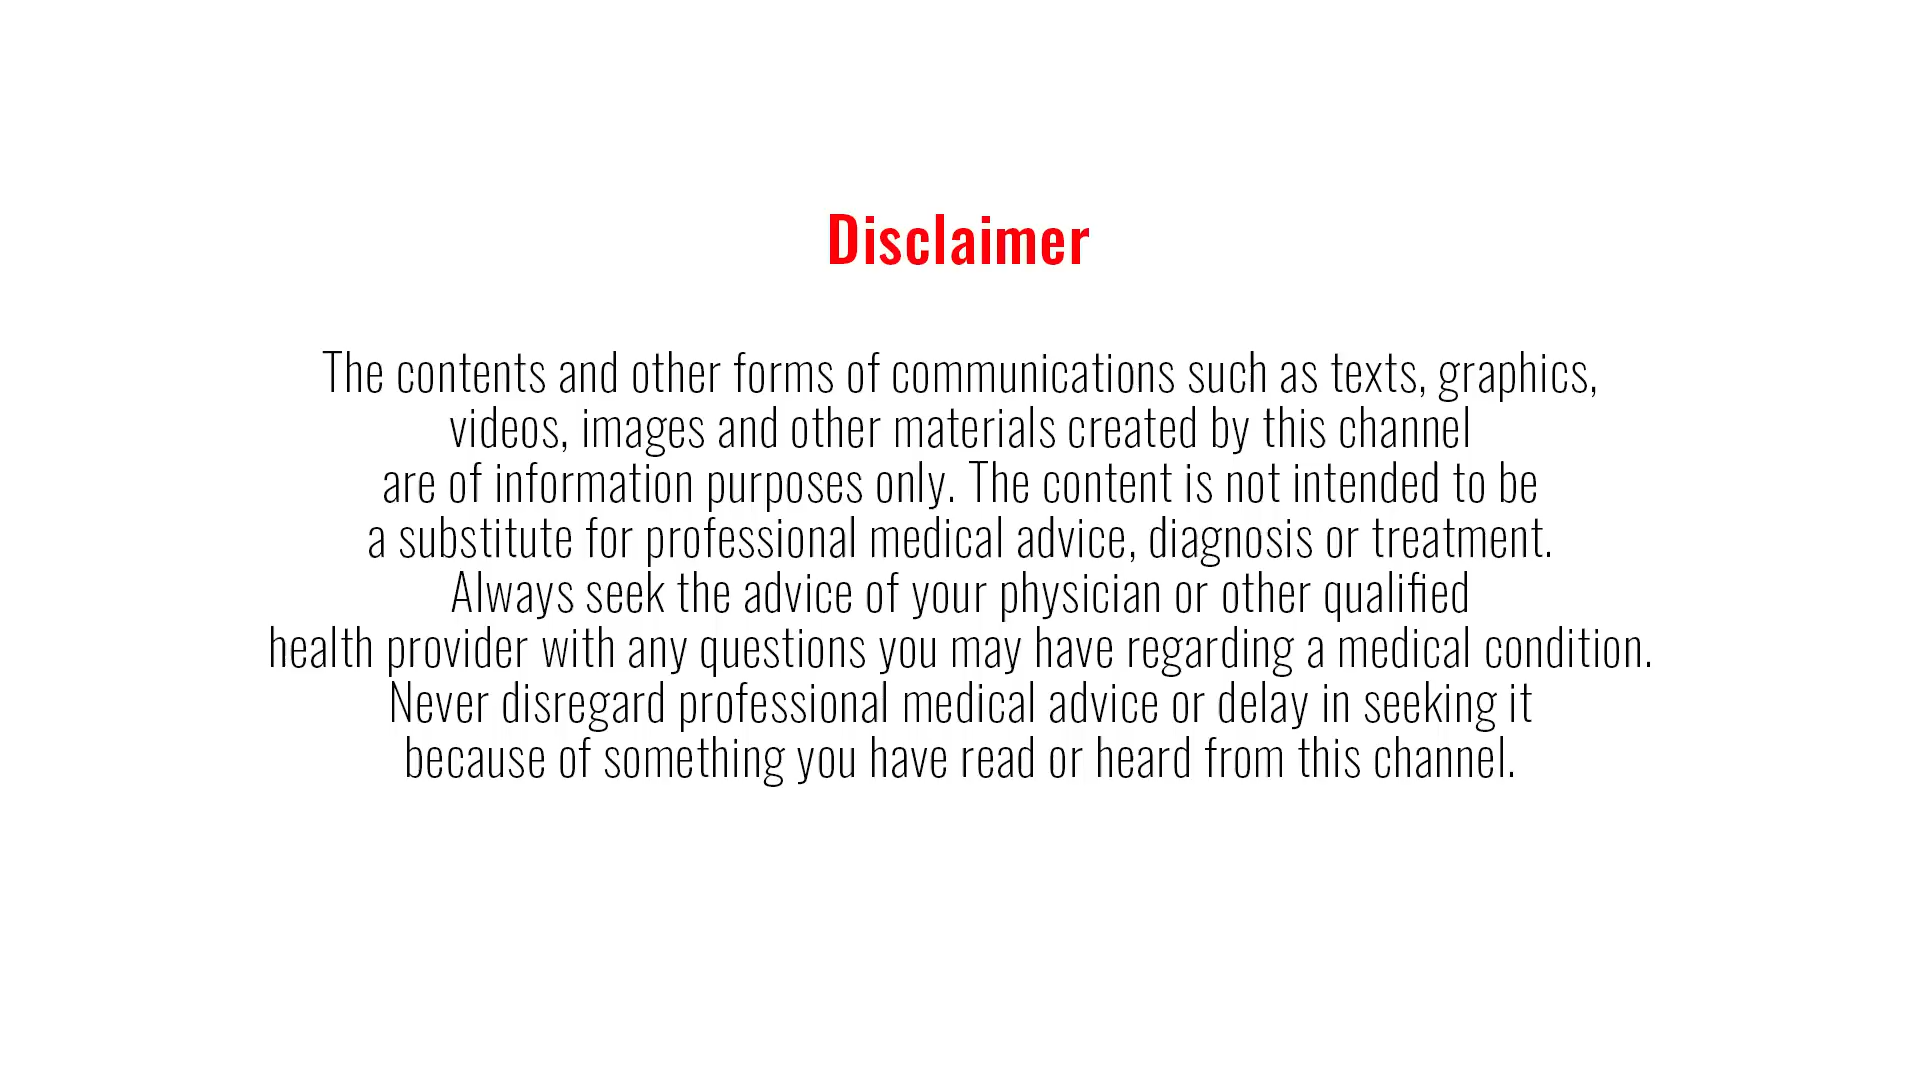 Disclaimer
The contents and other forms of communications such as texts, graphics,
videos, images and other materials created by this channel
are of information purposes only. The content is not intended to be
a substitute for professional medical advice, diagnosis or treatment.
Always seek the advice of your physician or other qualified
health provider with any questions you may have regarding a medical condition.
Never disregard professional medical advice or delay in seeking it
because of something you have read or heard from this channel.